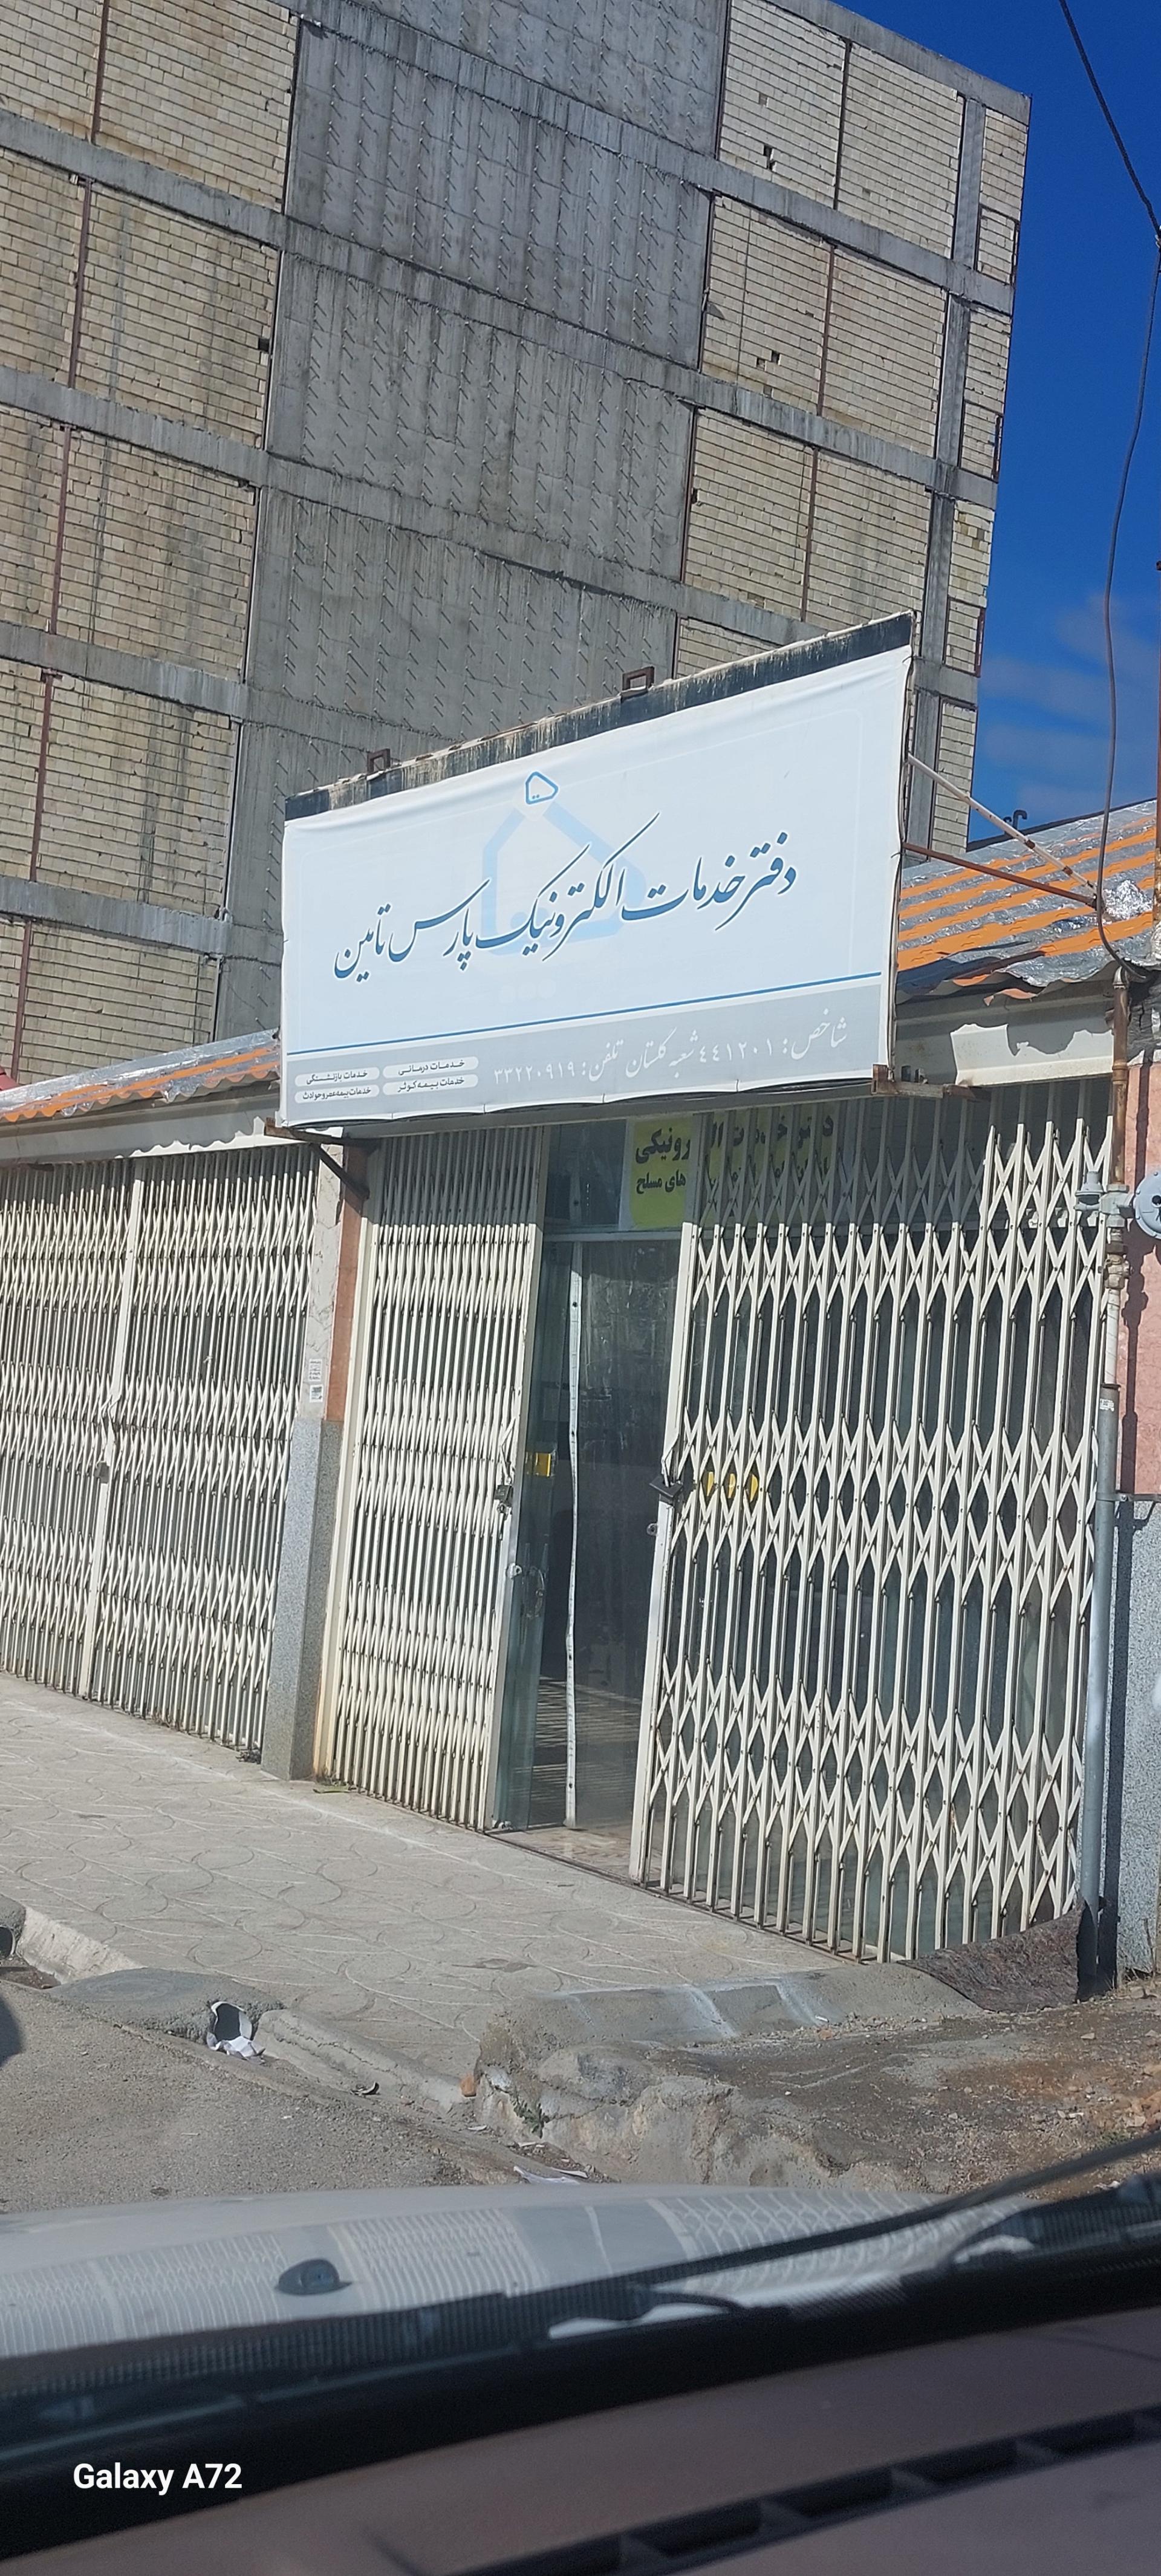 دفتر خدمات الکترونیک پارس تامین
شاخص: ۴۴۱۲۰۱ شعبه گلستان تلفن: ۳۳۲۲۰۹۱۹
خدمات درمانی
خدمات بازنشستگی
خدمات بیمه کوثر
خدمات بیمه عمر و حوادث
رونیکی
های مسلح
Galaxy A72